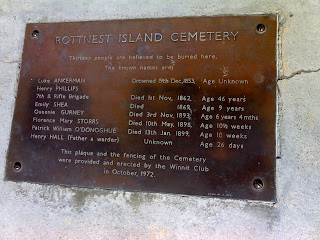 ROTTNEST ISLAND CEMETERY
Thirteen people are believed to be buried here.
The known names are:
Luke ANKERMAN Drowned 19th Dec, 1853, Age Unknown
Henry PHILLIPS
7th & Rifle Brigade Died 1st Nov, 1862, Age 46 years
Emily SHEA Died 1869, Age 9 years
Queenie GURNEY Died 3rd Nov, 1893, Age 6 years 4 mths
Florence Mary STORRS Died 10th May, 1898, Age 10½ weeks
Patrick William O'DONOGHUE Died 13th Jan, 1899, Age 10 weeks
Henry HALL (Father a warder) Unknown Age 26 days
This plaque and the fencing of the Cemetery
were provided and erected by the Winnit Club
in October, 1972